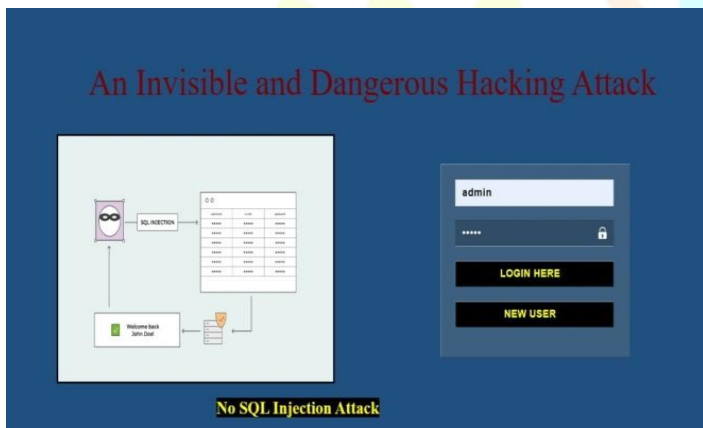 An Invisible and Dangerous Hacking Attack
SQL INJECTION
Welcome back
John Doe!
admin
•••••
LOGIN HERE
NEW USER
No SQL Injection Attack